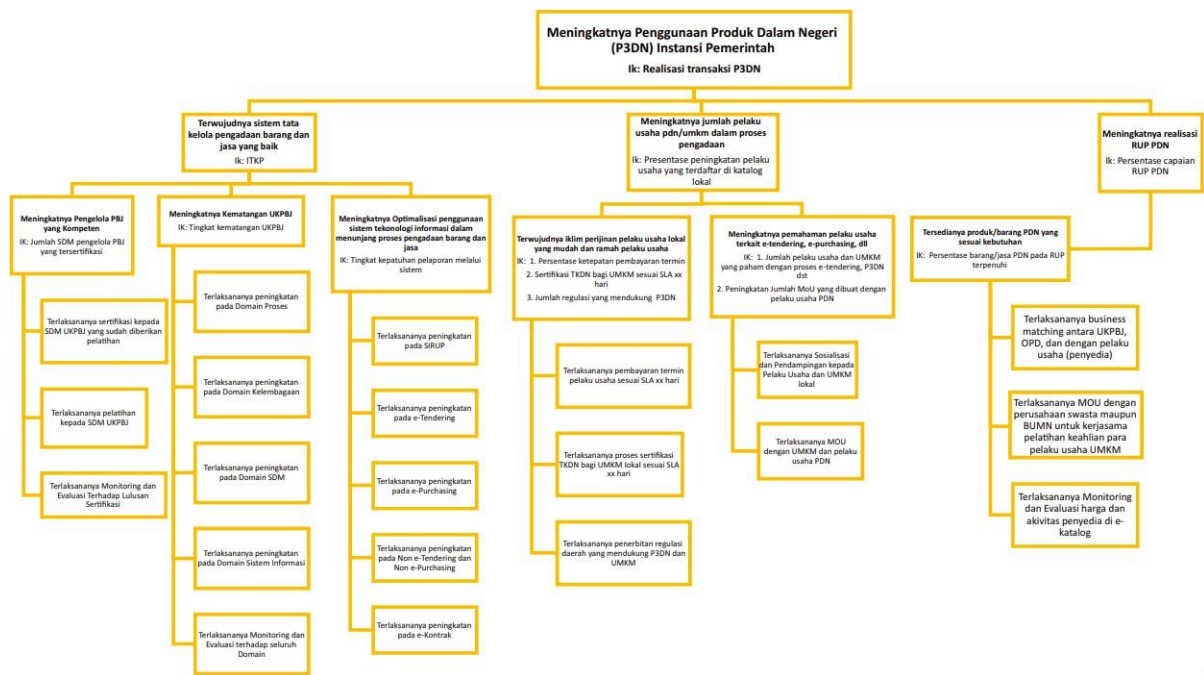 Meningkatnya Penggunaan Produk Dalam Negeri
(P3DN) Instansi Pemerintah
Ik: Realisasi transaksi P3DN
Terwujudnya sistem tata
kelola pengadaan barang dan
jasa yang baik
Ik: ITKP
Meningkatnya jumlah pelaku
usaha pdn/umkm dalam proses
pengadaan
Ik: Presentase peningkatan pelaku
usaha yang terdaftar di katalog
lokal
Meningkatnya realisasi
RUP PDN
Ik: Persentase capaian
RUP PDN
Meningkatnya Pengelola PBJ
yang Kompeten
IK: Jumlah SDM pengelola PBJ
yang tersertifikasi
Meningkatnya Kematangan UKPBJ
IK: Tingkat kematangan UKPBJ
Meningkatnya Optimalisasi penggunaan
sistem tekonologi informasi dalam
menunjang proses pengadaan barang dan
jasa
IK: Tingkat kepatuhan pelaporan melalui
sistem
Terwujudnya iklim perijinan pelaku usaha lokal
yang mudah dan ramah pelaku usaha
IK: 1. Persentase ketepatan pembayaran termin
2. Sertifikasi TKDN bagi UMKM sesuai SLA xx
hari
3. Jumlah regulasi yang mendukung P3DN
Meningkatnya pemahaman pelaku usaha
terkait e-tendering, e-purchasing, dll
IK: 1. Jumlah pelaku usaha dan UMKM
yang paham dengan proses e-tendering, P3DN
dst
2. Peningkatan Jumlah MoU yang dibuat dengan
pelaku usaha PDN
Tersedianya produk/barang PDN yang
sesuai kebutuhan
IK: Persentase barang/jasa PDN pada RUP
terpenuhi
Terlaksananya sertifikasi kepada
SDM UKPBJ yang sudah diberikan
pelatihan
Terlaksananya pelatihan
kepada SDM UKPBJ
Terlaksananya Monitoring dan
Evaluasi Terhadap Lulusan
Sertifikasi
Terlaksananya peningkatan
pada Domain Proses
Terlaksananya peningkatan
pada Domain Kelembagaan
Terlaksananya peningkatan
pada Domain SDM
Terlaksananya peningkatan
pada Domain Sistem Informasi
Terlaksananya Monitoring dan
Evaluasi terhadap seluruh
Domain
Terlaksananya peningkatan
pada SIRUP
Terlaksananya peningkatan
pada e-Tendering
Terlaksananya peningkatan
pada e-Purchasing
Terlaksananya peningkatan
pada Non e-Tendering dan
Non e-Purchasing
Terlaksananya peningkatan
pada e-Kontrak
Terlaksananya pembayaran termin
pelaku usaha sesuai SLA xx hari
Terlaksananya proses sertifikasi
TKDN bagi UMKM lokal sesuai SLA
xx hari
Terlaksananya penerbitan regulasi
daerah yang mendukung P3DN dan
UMKM
Terlaksananya Sosialisasi
dan Pendampingan kepada
Pelaku Usaha dan UMKM
lokal
Terlaksananya MOU
dengan UMKM dan pelaku
usaha PDN
Terlaksananya business
matching antara UKPBJ,
OPD, dan dengan pelaku
usaha (penyedia)
Terlaksananya MOU dengan
perusahaan swasta maupun
BUMN untuk kerjasama
pelatihan keahlian para
pelaku usaha UMKM
Terlaksananya Monitoring
dan Evaluasi harga dan
akivitas penyedia di e-
katalog